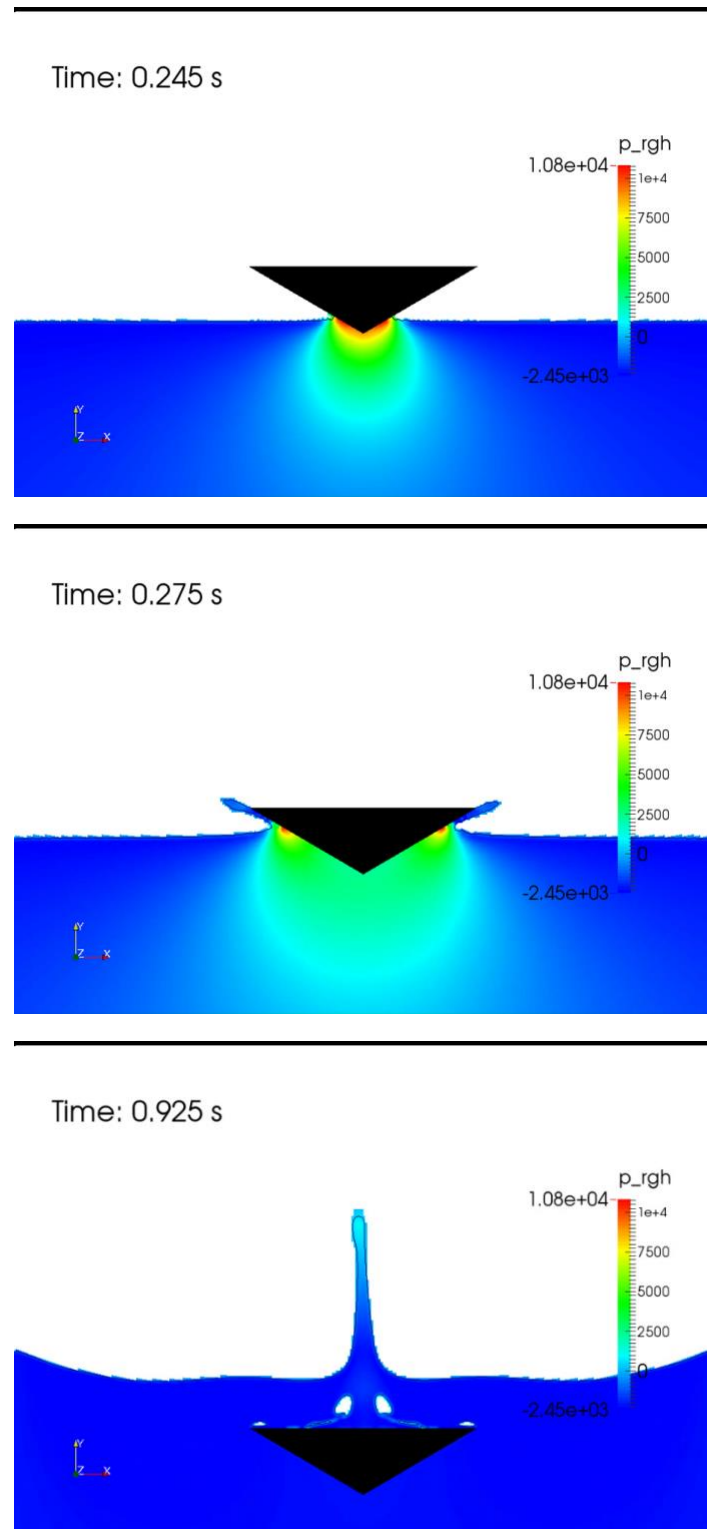 Time: 0.245 s
p_rgh
1.08e+04
1e+4
7500
5000
2500
0
-2.45e+03
Y
Z X
Time: 0.275 s
p_rgh
1.08e+04
1e+4
7500
5000
2500
0
-2.45e+03
Y
Z X
Time: 0.925 s
p_rgh
1.08e+04
1e+4
7500
5000
2500
0
-2.45e+03
Y
Z X